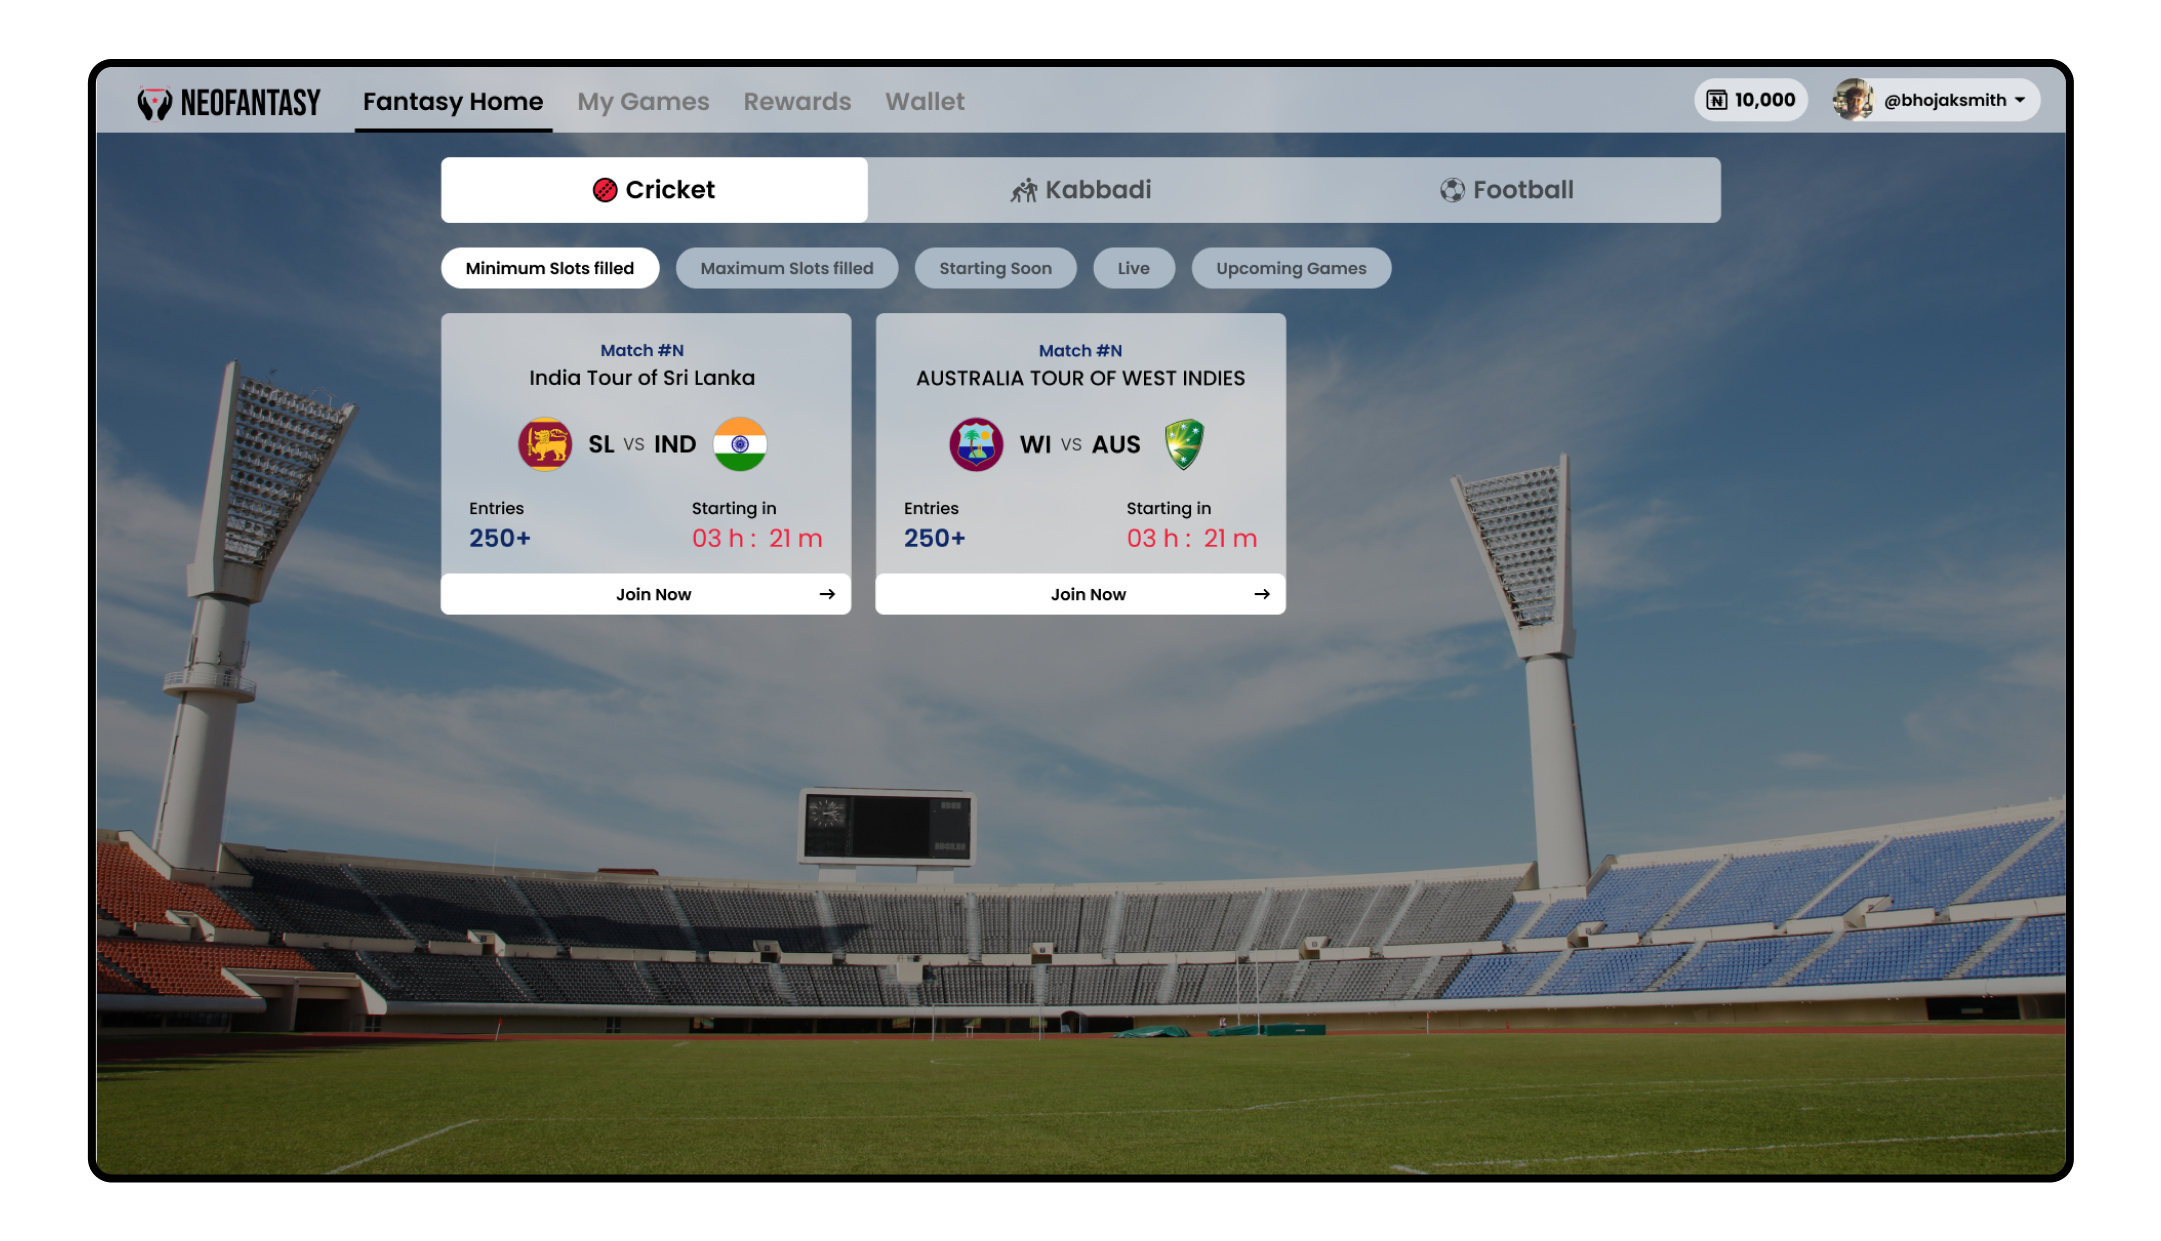 NEOFANTASY Fantasy Home My Games Rewards Wallet N 10,000 @bhojaksmith
Cricket Kabbadi Football
Minimum Slots filled Maximum Slots filled Starting Soon Live Upcoming Games
Match #N
India Tour of Sri Lanka
SL VS IND
Entries Starting in
250+ 03 h : 21 m
Join Now
Match #N
AUSTRALIA TOUR OF WEST INDIES
WI VS AUS
Entries Starting in
250+ 03 h : 21 m
Join Now